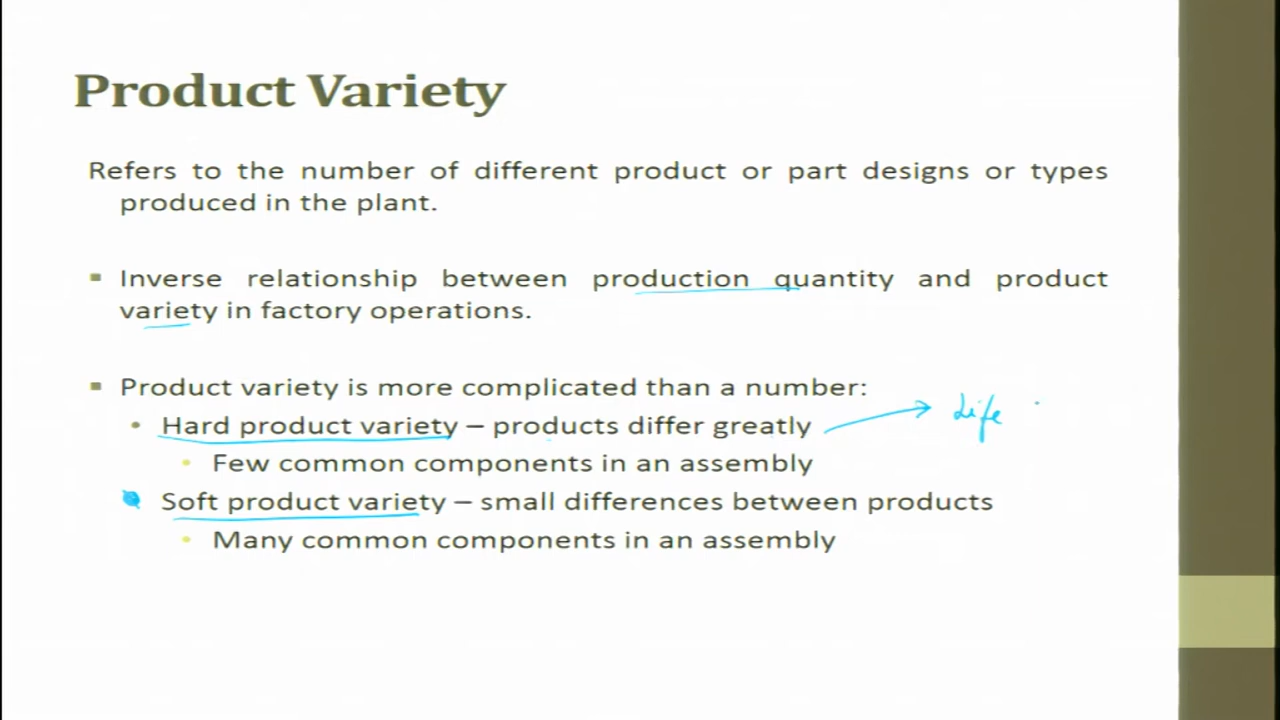 Product Variety
Refers to the number of different product or part designs or types
produced in the plant.
Inverse relationship between production quantity and product
variety in factory operations.
Product variety is more complicated than a number:
Hard product variety – products differ greatly
Life
Few common components in an assembly
Soft product variety – small differences between products
Many common components in an assembly